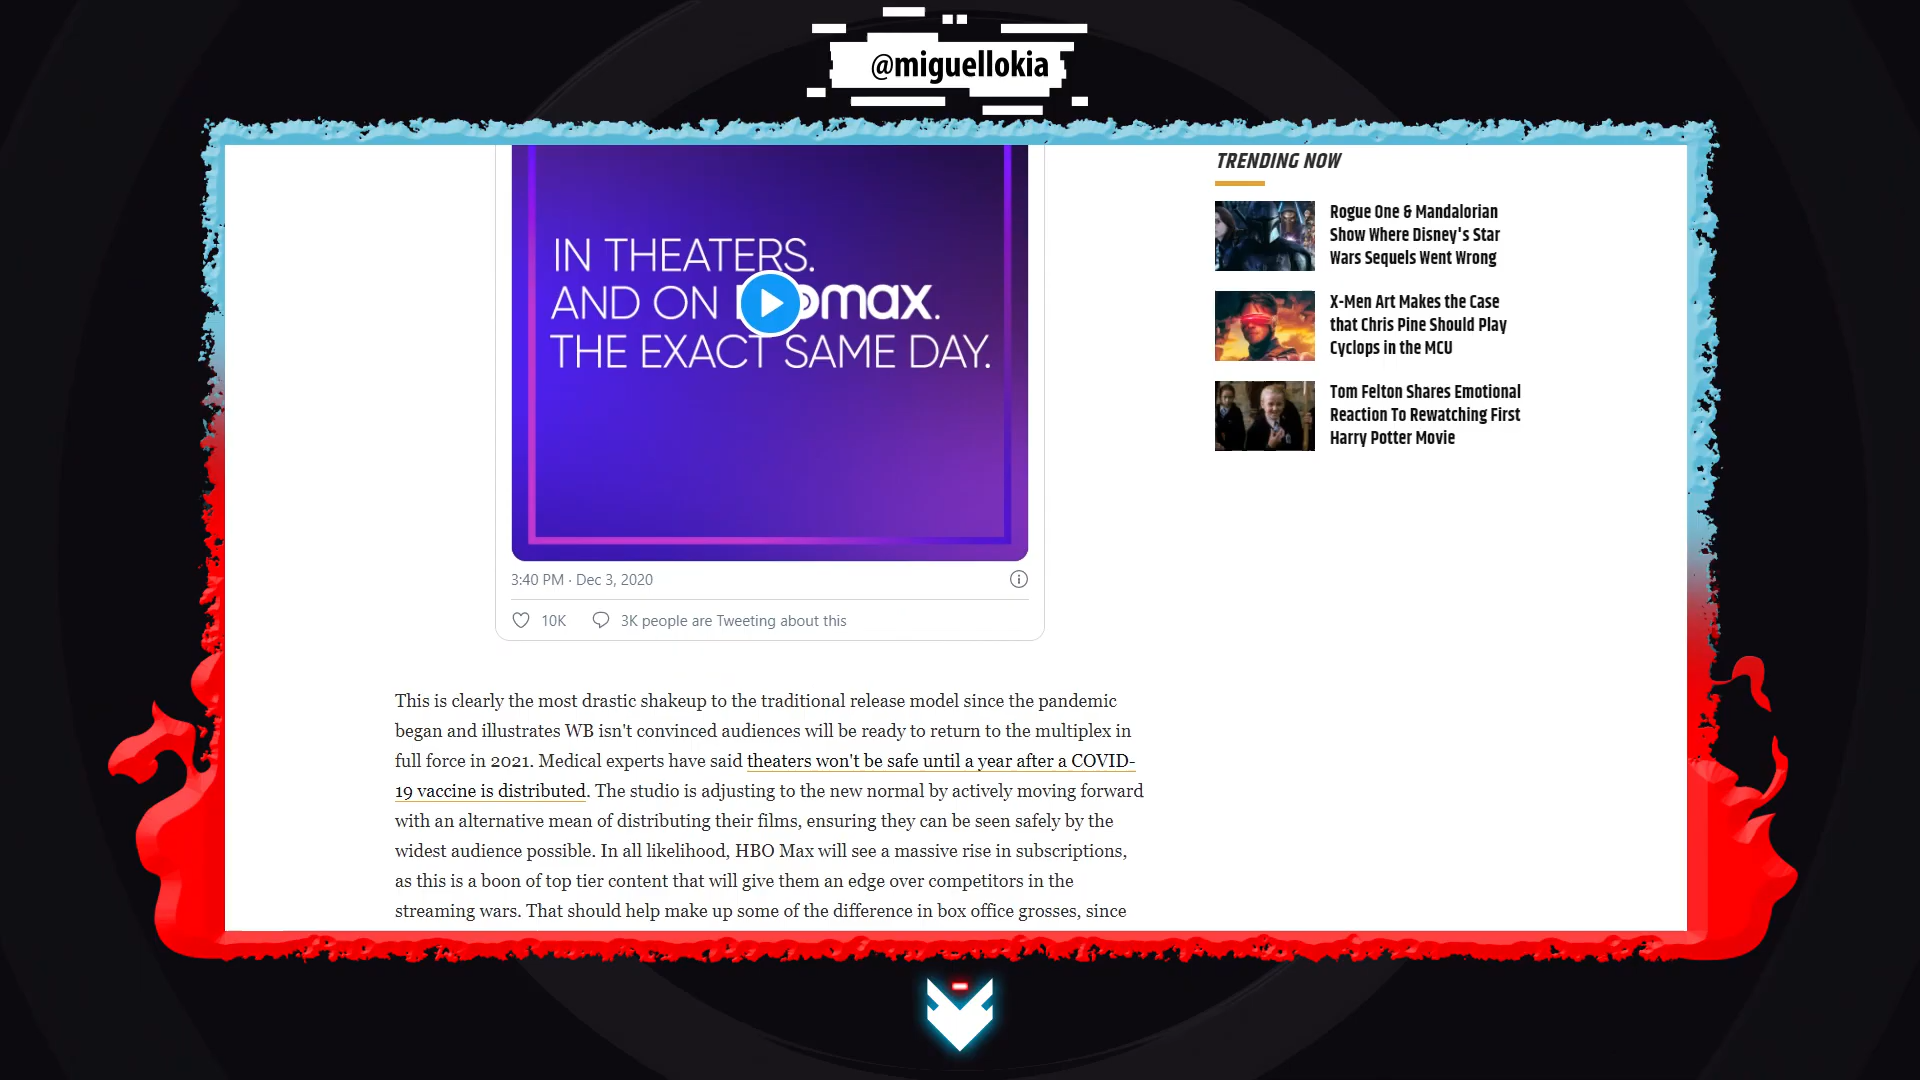 @miguellokia
IN THEATERS.
AND ON max.
THE EXACT SAME DAY.
3:40 PM · Dec 3, 2020
10K 3K people are Tweeting about this
This is clearly the most drastic shakeup to the traditional release model since the pandemic
began and illustrates WB isn't convinced audiences will be ready to return to the multiplex in
full force in 2021. Medical experts have said theaters won't be safe until a year after a COVID-
19 vaccine is distributed. The studio is adjusting to the new normal by actively moving forward
with an alternative mean of distributing their films, ensuring they can be seen safely by the
widest audience possible. In all likelihood, HBO Max will see a massive rise in subscriptions,
as this is a boon of top tier content that will give them an edge over competitors in the
streaming wars. That should help make up some of the difference in box office grosses, since
TRENDING NOW
Rogue One & Mandalorian
Show Where Disney's Star
Wars Sequels Went Wrong
X-Men Art Makes the Case
that Chris Pine Should Play
Cyclops in the MCU
Tom Felton Shares Emotional
Reaction To Rewatching First
Harry Potter Movie